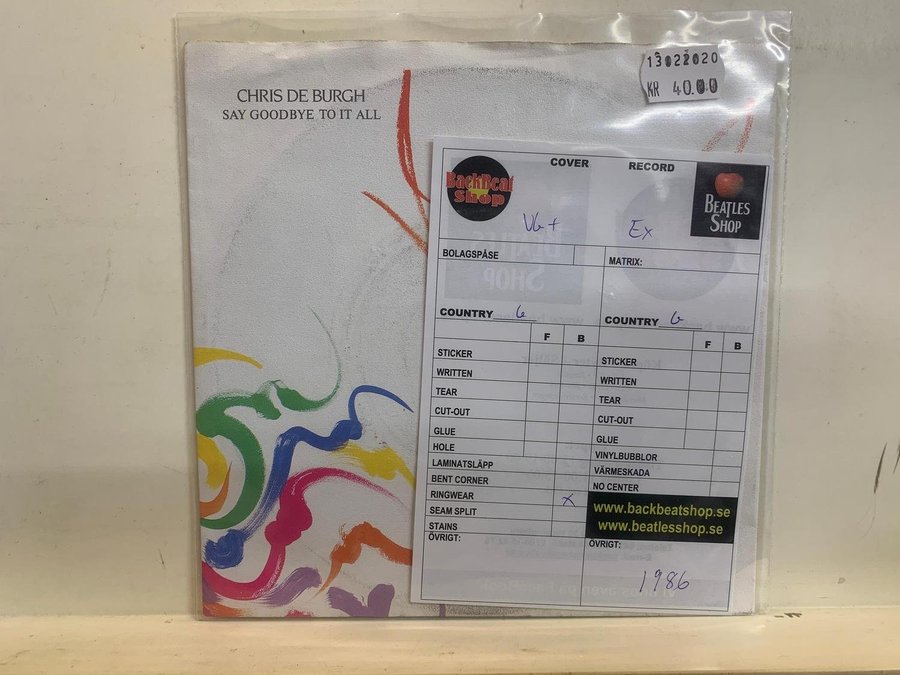 CHRIS DE BURGH
SAY GOODBYE TO IT ALL
13022020
KR 40.00
COVER
RECORD
BackBeat
Shop
BEATLES
SHOP
VG+
Ex
BOLAGSPÅSE
MATRIX:
COUNTRY G
COUNTRY G
F B
F B
STICKER
STICKER
WRITTEN
WRITTEN
TEAR
TEAR
CUT-OUT
CUT-OUT
GLUE
GLUE
HOLE
VINYLBUBBLOR
LAMINATSLÄPP
VÄRMESKADA
BENT CORNER
NO CENTER
RINGWEAR X
SEAM SPLIT
STAINS
www.backbeatshop.se
www.beatlesshop.se
ÖVRIGT:
ÖVRIGT:
1986